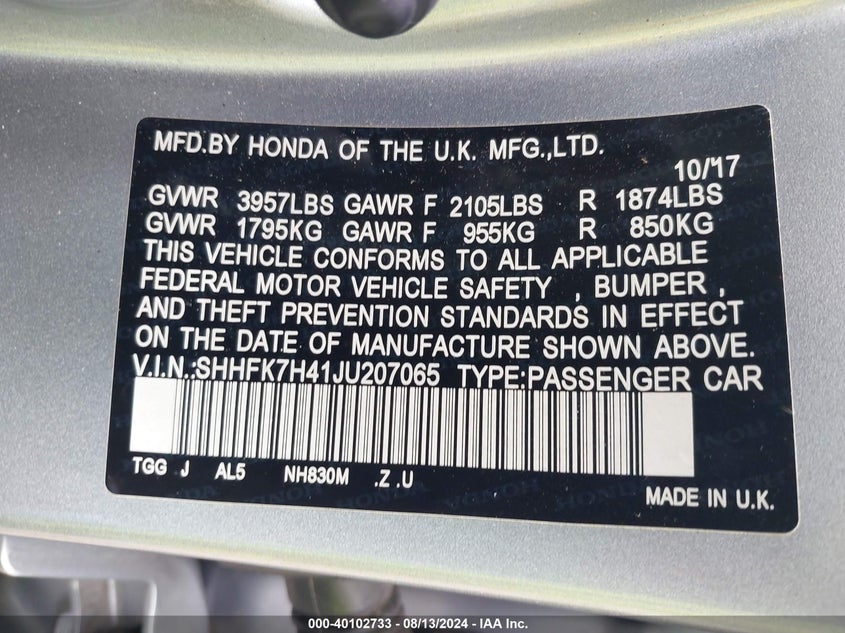 MFD.BY HONDA OF THE U.K. MFG.,LTD.
10/17
GVWR 3957LBS GAWR F 2105LBS R 1874LBS
GVWR 1795KG GAWR F 955KG R 850KG
THIS VEHICLE CONFORMS TO ALL APPLICABLE
FEDERAL MOTOR VEHICLE SAFETY , BUMPER ,
AND THEFT PREVENTION STANDARDS IN EFFECT
ON THE DATE OF MANUFACTURE SHOWN ABOVE.
V.I.N.:SHHFK7H41JU207065 TYPE:PASSENGER CAR
TGG J AL5 NH830M .Z .U
MADE IN U.K.
000-40102733 - 08/13/2024 - IAA Inc.